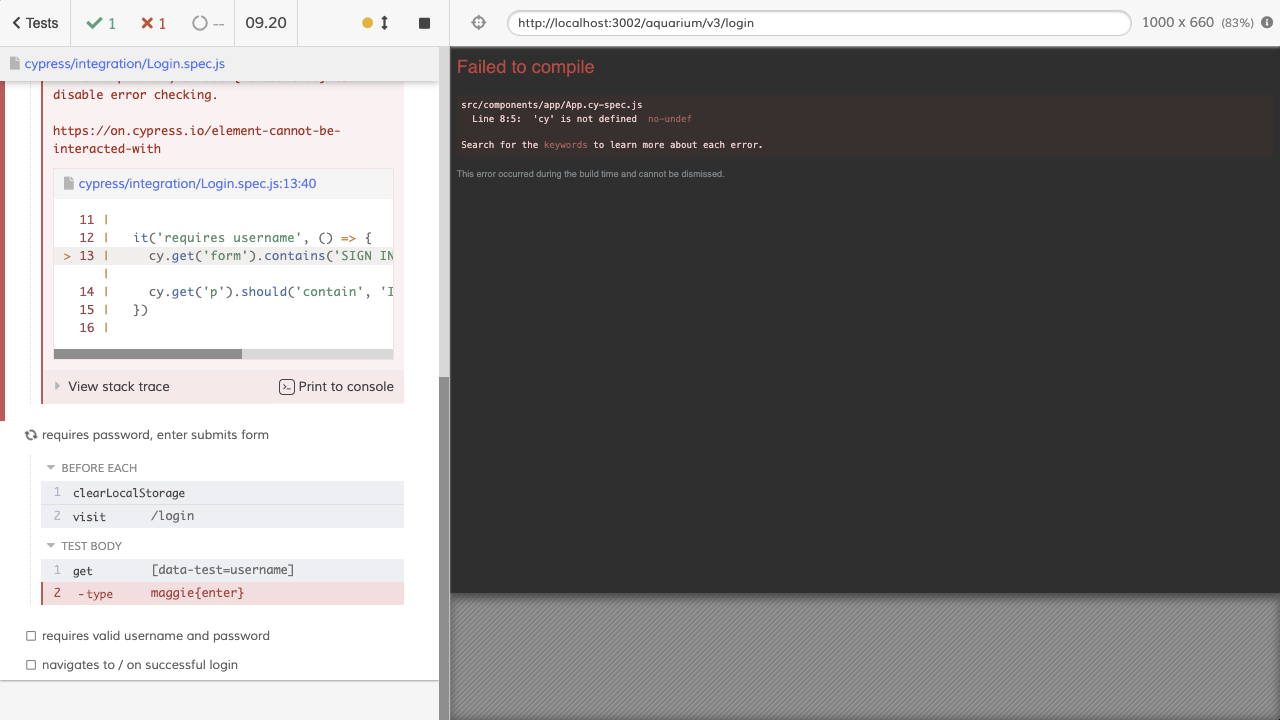 Tests
1
1
--
09.20
http://localhost:3002/aquarium/v3/login
1000 x 660 (83%)
cypress/integration/Login.spec.js
disable error checking.
https://on.cypress.io/element-cannot-be-
interacted-with
cypress/integration/Login.spec.js:13:40
11 |
12 | it('requires username', () => {
> 13 | cy.get('form').contains('SIGN IN
|
14 | cy.get('p').should('contain', 'I
15 | })
16 |
View stack trace
Print to console
requires password, enter submits form
BEFORE EACH
1 clearLocalStorage
2 visit /login
TEST BODY
1 get [data-test=username]
2 -type maggie{enter}
requires valid username and password
navigates to / on successful login
Failed to compile
src/components/app/App.cy-spec.js
Line 8:5: 'cy' is not defined no-undef
Search for the keywords to learn more about each error.
This error occurred during the build time and cannot be dismissed.